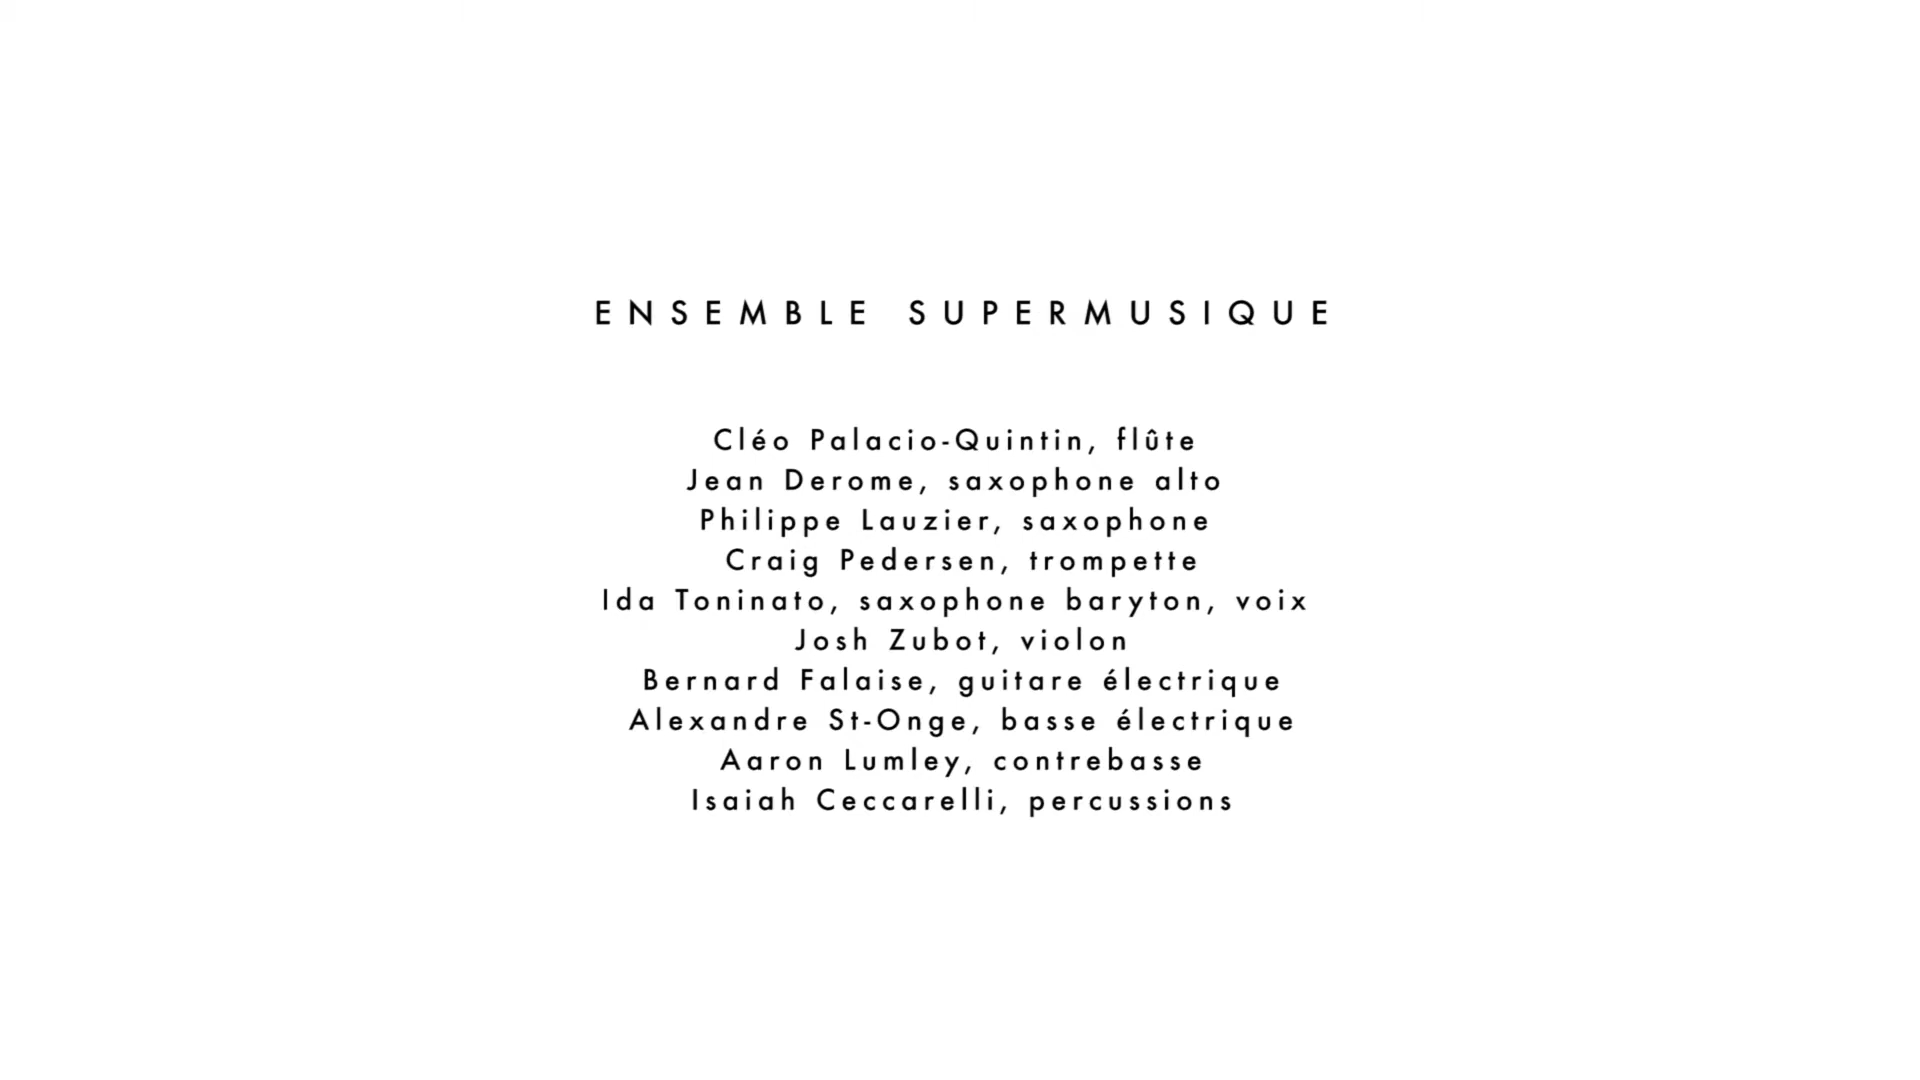 ENSEMBLE SUPERMUSIQUE
Cléo Palacio-Quintin, flûte
Jean Derome, saxophone alto
Philippe Lauzier, saxophone
Craig Pedersen, trompette
Ida Toninato, saxophone baryton, voix
Josh Zubot, violon
Bernard Falaise, guitare électrique
Alexandre St-Onge, basse électrique
Aaron Lumley, contrebasse
Isaiah Ceccarelli, percussions